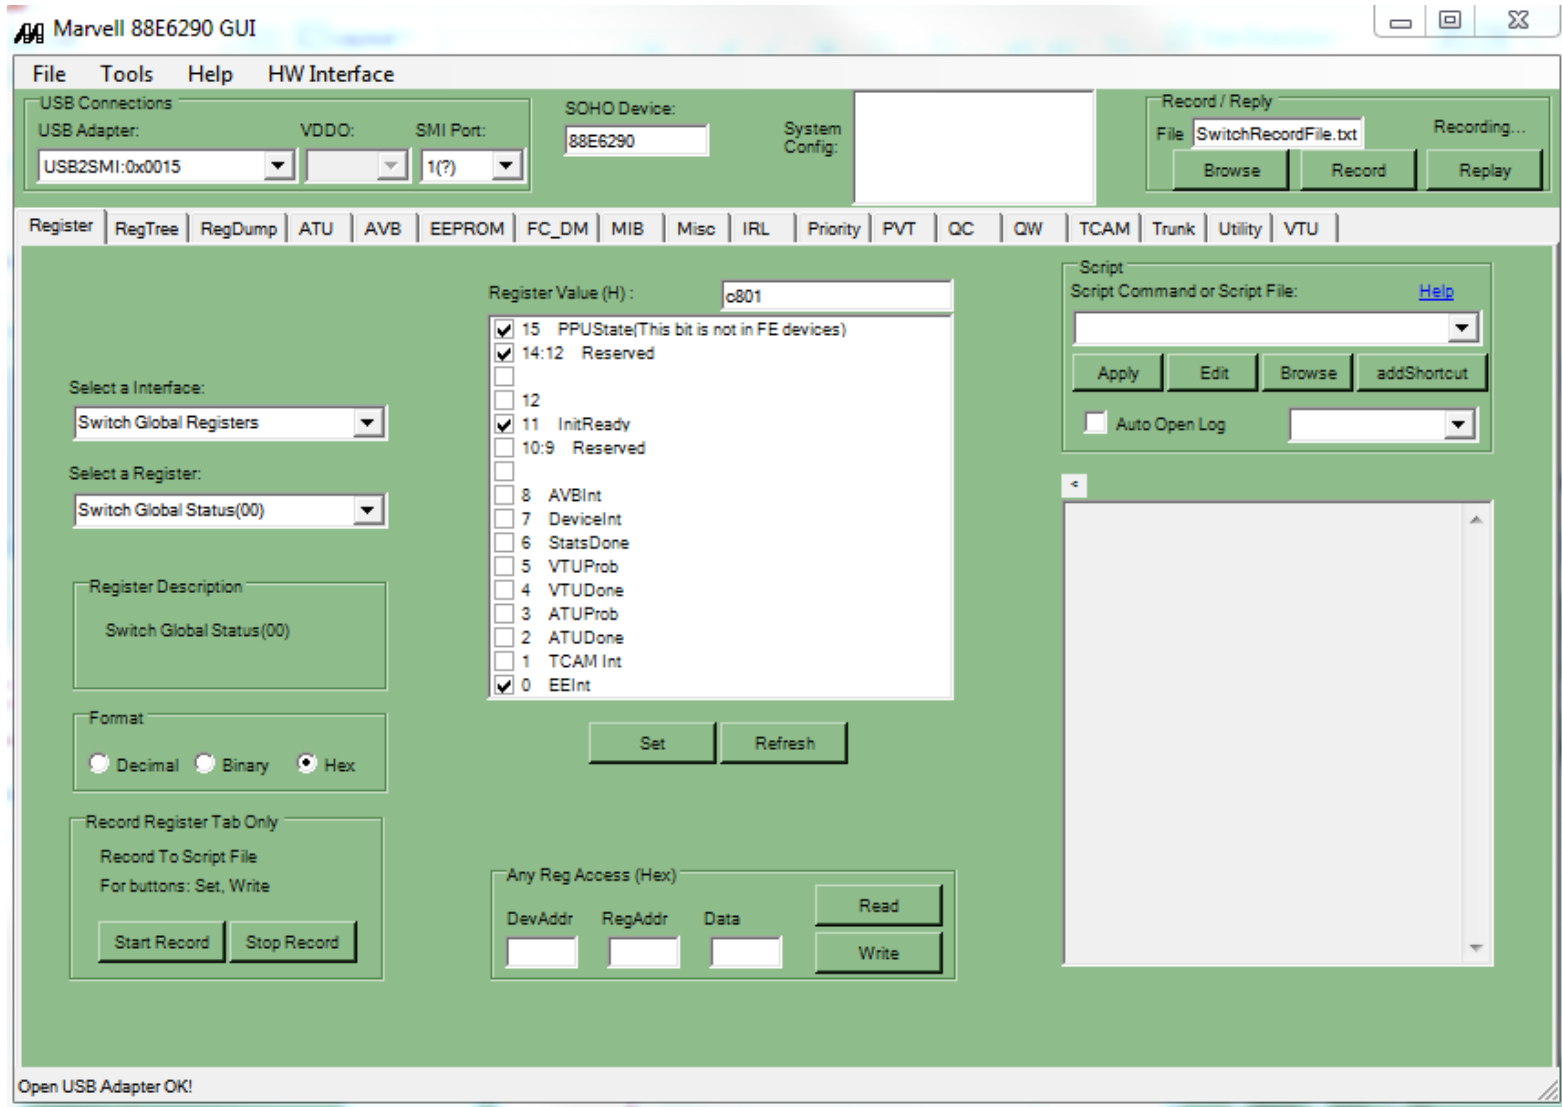 Marvell 88E6290 GUI
File Tools Help HW Interface
USB Connections
USB Adapter: VDDO: SMI Port:
USB2SMI:0x0015 1(?)
SOHO Device:
88E6290
System
Config:
Record / Reply
File SwitchRecordFile.txt Recording...
Browse Record Replay
Register RegTree RegDump ATU AVB EEPROM FC_DM MIB Misc IRL Priority PVT QC QW TCAM Trunk Utility VTU
Select a Interface:
Switch Global Registers
Select a Register:
Switch Global Status(00)
Register Description
Switch Global Status(00)
Format
Decimal Binary Hex
Record Register Tab Only
Record To Script File
For buttons: Set, Write
Start Record Stop Record
Register Value (H) : c801
15 PPUState(This bit is not in FE devices)
14:12 Reserved
12
11 InitReady
10:9 Reserved
8 AVBInt
7 DeviceInt
6 StatsDone
5 VTUProb
4 VTUDone
3 ATUProb
2 ATUDone
1 TCAM Int
0 EEInt
Set Refresh
Any Reg Access (Hex)
DevAddr RegAddr Data
Read
Write
Script
Script Command or Script File: Help
Apply Edit Browse addShortcut
Auto Open Log
<
Open USB Adapter OK!